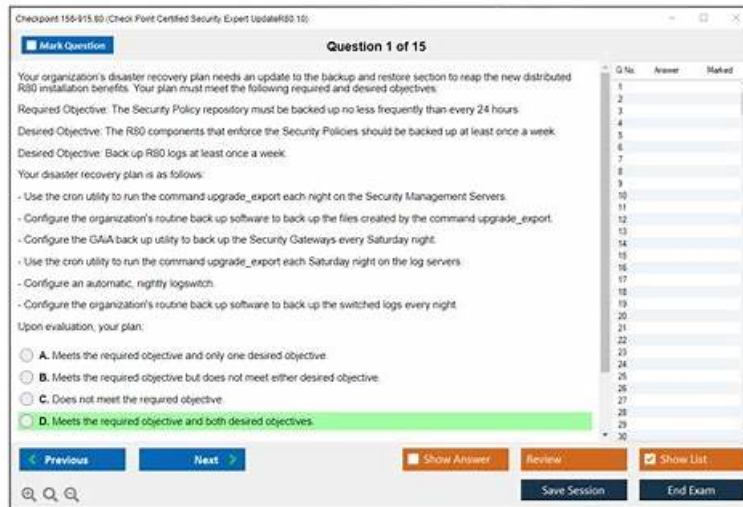 Checkpoint 156-915.80 (Check Point Certified Security Expert UpdateR80.10)
Mark Question
Question 1 of 15
Your organization's disaster recovery plan needs an update to the backup and restore section to reap the new distributed
R80 installation benefits. Your plan must meet the following required and desired objectives:
Required Objective: The Security Policy repository must be backed up no less frequently than every 24 hours.
Desired Objective: The R80 components that enforce the Security Policies should be backed up at least once a week.
Desired Objective: Back up R80 logs at least once a week.
Your disaster recovery plan is as follows:
- Use the cron utility to run the command upgrade_export each night on the Security Management Servers.
- Configure the organization's routine back up software to back up the files created by the command upgrade_export.
- Configure the GAiA back up utility to back up the Security Gateways every Saturday night.
- Use the cron utility to run the command upgrade_export each Saturday night on the log servers.
- Configure an automatic, nightly logswitch.
- Configure the organization's routine back up software to back up the switched logs every night.
Upon evaluation, your plan:
A. Meets the required objective and only one desired objective.
B. Meets the required objective but does not meet either desired objective.
C. Does not meet the required objective.
D. Meets the required objective and both desired objectives.
Q No. Answer Marked
1
2
3
4
5
6
7
8
9
10
11
12
13
14
15
16
17
18
19
20
21
22
23
24
25
26
27
28
29
30
Previous
Next
Show Answer
Review
Show List
Save Session
End Exam